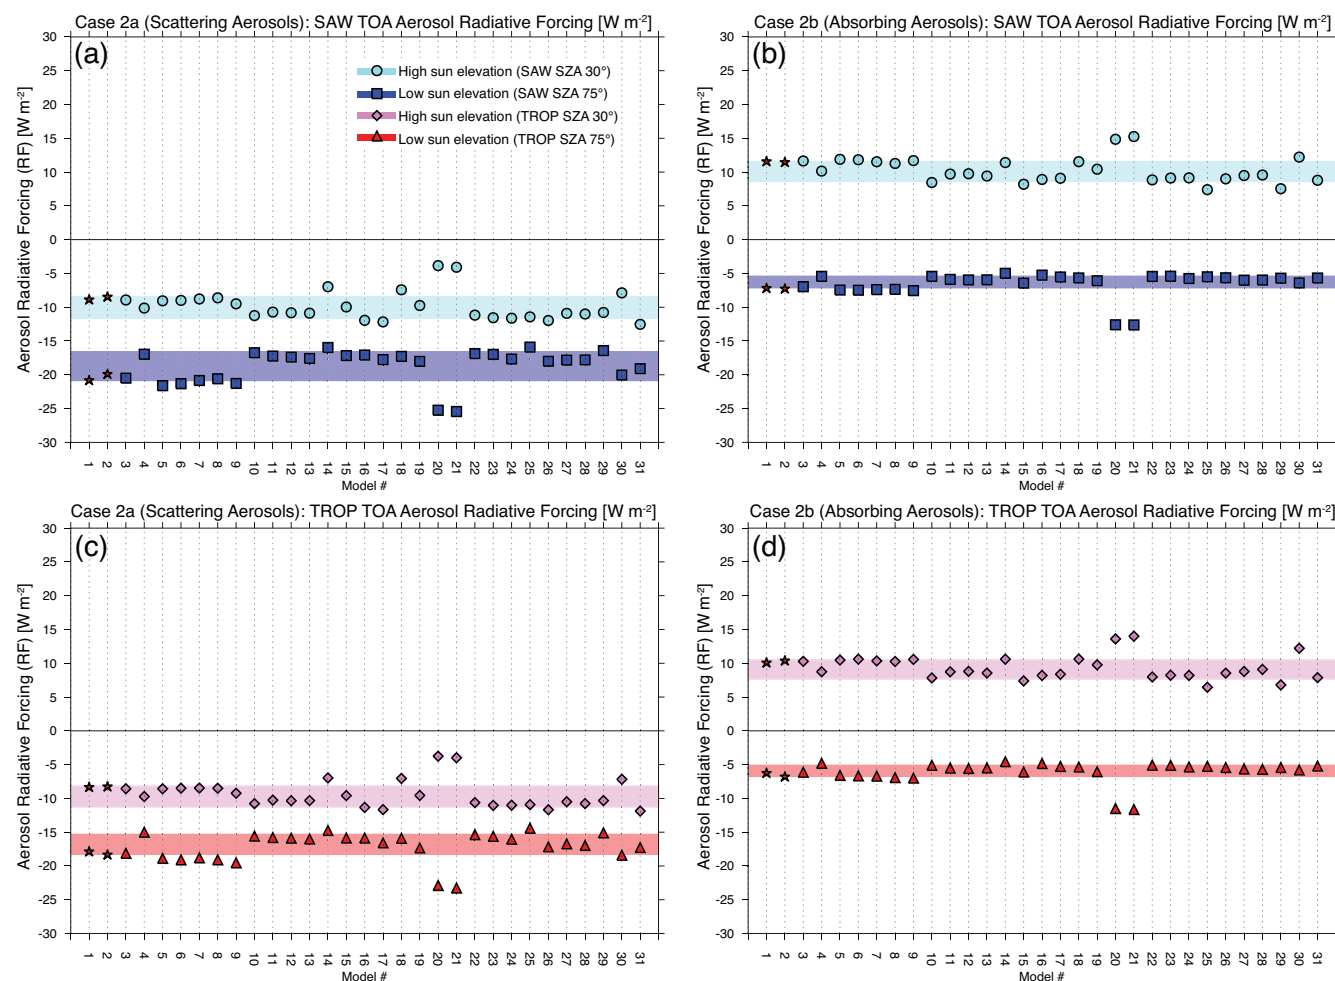 Case 2a (Scattering Aerosols): SAW TOA Aerosol Radiative Forcing [W m-2]
(a)
High sun elevation (SAW SZA 30°)
Low sun elevation (SAW SZA 75°)
High sun elevation (TROP SZA 30°)
Low sun elevation (TROP SZA 75°)
Aerosol Radiative Forcing (RF) [W m-2]
30
25
20
15
10
5
0
-5
-10
-15
-20
-25
-30
1 2 3 4 5 6 7 8 9 10 11 12 13 14 15 16 17 18 19 20 21 22 23 24 25 26 27 28 29 30 31
Model #
Case 2b (Absorbing Aerosols): SAW TOA Aerosol Radiative Forcing [W m-2]
(b)
Aerosol Radiative Forcing (RF) [W m-2]
30
25
20
15
10
5
0
-5
-10
-15
-20
-25
-30
1 2 3 4 5 6 7 8 9 10 11 12 13 14 15 16 17 18 19 20 21 22 23 24 25 26 27 28 29 30 31
Model #
Case 2a (Scattering Aerosols): TROP TOA Aerosol Radiative Forcing [W m-2]
(c)
Aerosol Radiative Forcing (RF) [W m-2]
30
25
20
15
10
5
0
-5
-10
-15
-20
-25
-30
1 2 3 4 5 6 7 8 9 10 11 12 13 14 15 16 17 18 19 20 21 22 23 24 25 26 27 28 29 30 31
Model #
Case 2b (Absorbing Aerosols): TROP TOA Aerosol Radiative Forcing [W m-2]
(d)
Aerosol Radiative Forcing (RF) [W m-2]
30
25
20
15
10
5
0
-5
-10
-15
-20
-25
-30
1 2 3 4 5 6 7 8 9 10 11 12 13 14 15 16 17 18 19 20 21 22 23 24 25 26 27 28 29 30 31
Model #